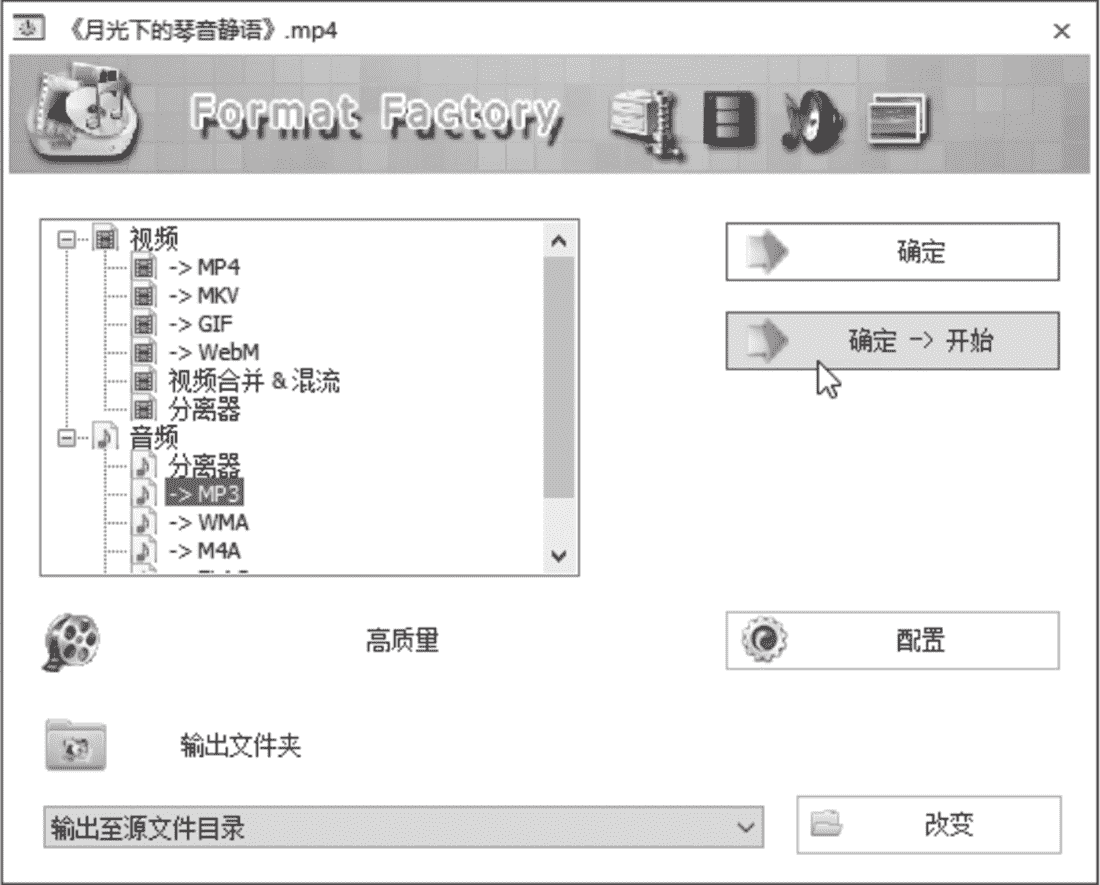 《月光下的琴音静语》.mp4
Format Factory
视频
-> MP4
-> MKV
-> GIF
-> WebM
视频合并 & 混流
分离器
音频
分离器
-> MP3
-> WMA
-> M4A
确定
确定 -> 开始
高质量
配置
输出文件夹
输出至源文件目录
改变